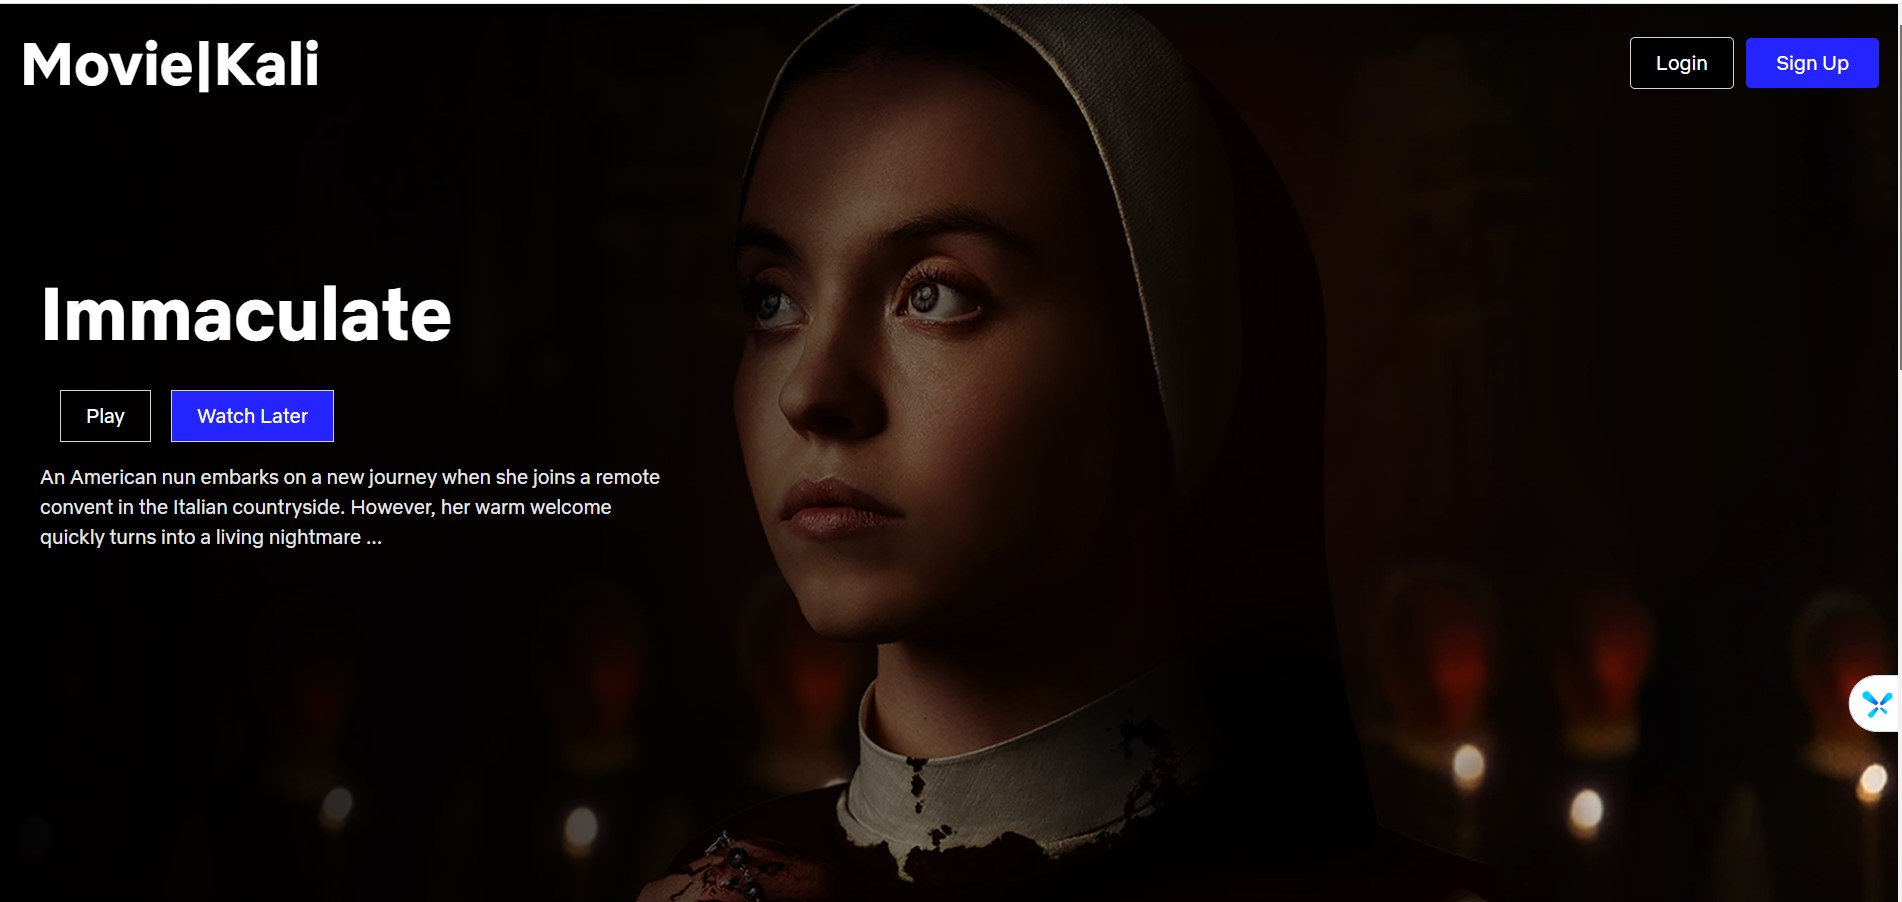 Movie|Kali
Login
Sign Up
Immaculate
Play
Watch Later
An American nun embarks on a new journey when she joins a remote
convent in the Italian countryside. However, her warm welcome
quickly turns into a living nightmare ...